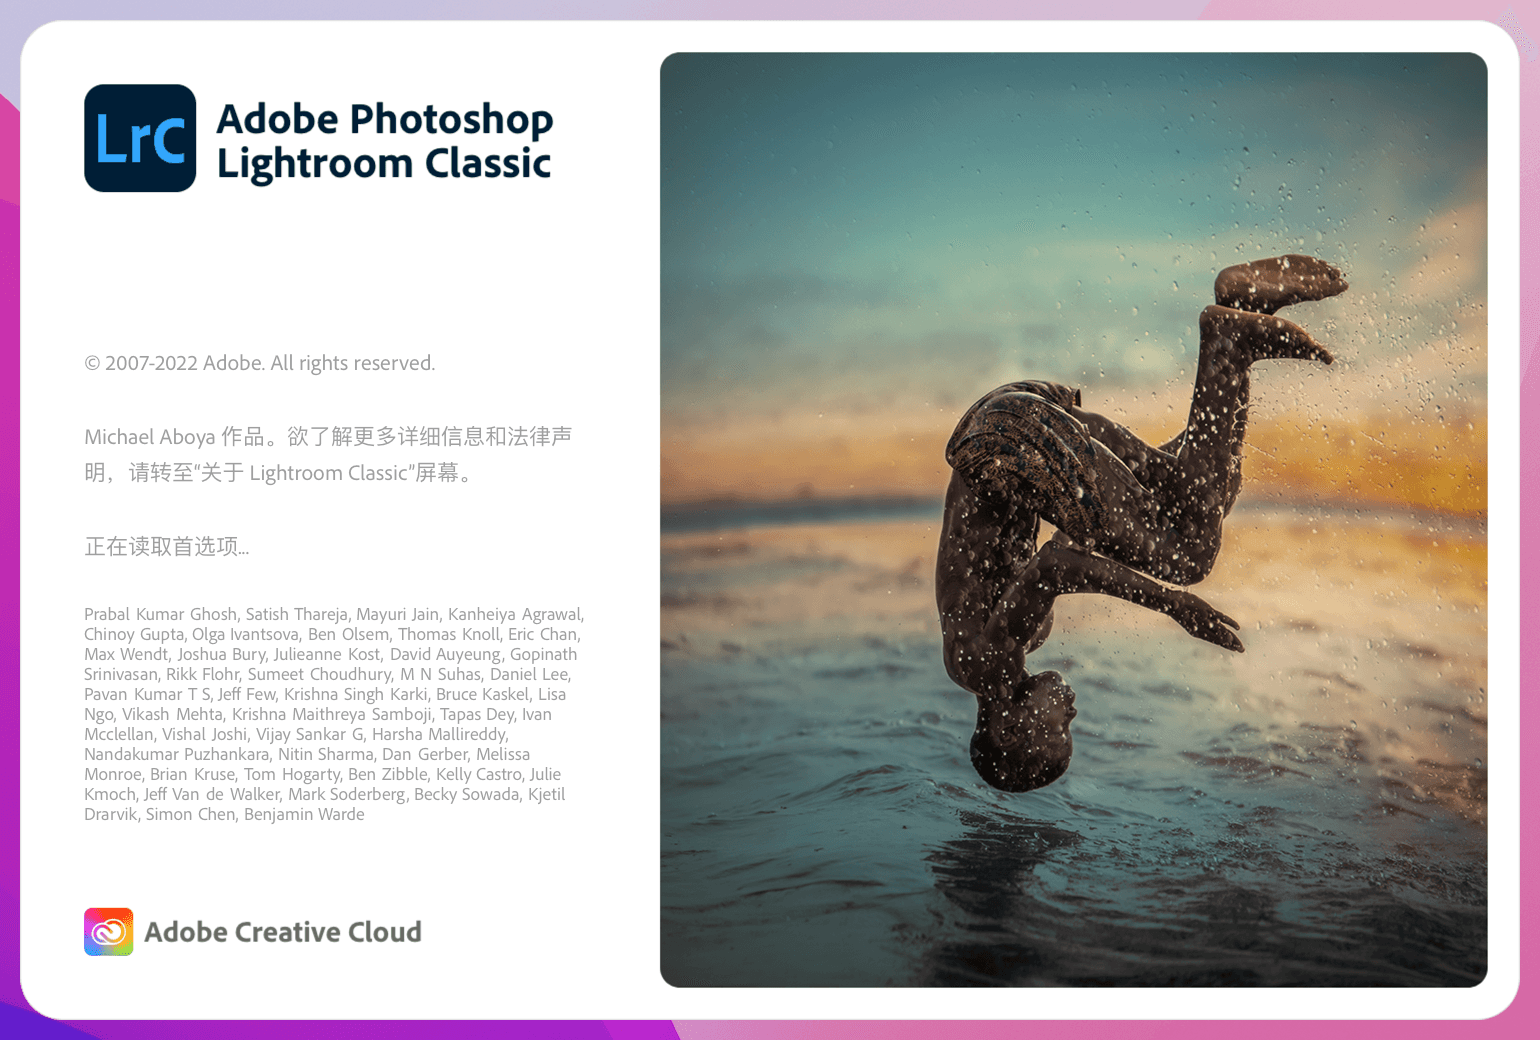 LrC
Adobe Photoshop
Lightroom Classic
© 2007-2022 Adobe. All rights reserved.
Michael Aboya 作品。欲了解更多详细信息和法律声
明，请转至“关于 Lightroom Classic”屏幕。
正在读取首选项...
Prabal Kumar Ghosh, Satish Thareja, Mayuri Jain, Kanheiya Agrawal,
Chinoy Gupta, Olga Ivantsova, Ben Olsem, Thomas Knoll, Eric Chan,
Max Wendt, Joshua Bury, Julieanne Kost, David Auyeung, Gopinath
Srinivasan, Rikk Flohr, Sumeet Choudhury, M N Suhas, Daniel Lee,
Pavan Kumar T S, Jeff Few, Krishna Singh Karki, Bruce Kaskel, Lisa
Ngo, Vikash Mehta, Krishna Maithreya Samboji, Tapas Dey, Ivan
Mcclellan, Vishal Joshi, Vijay Sankar G, Harsha Mallireddy,
Nandakumar Puzhankara, Nitin Sharma, Dan Gerber, Melissa
Monroe, Brian Kruse, Tom Hogarty, Ben Zibble, Kelly Castro, Julie
Kmoch, Jeff Van de Walker, Mark Soderberg, Becky Sowada, Kjetil
Drarvik, Simon Chen, Benjamin Warde
Adobe Creative Cloud